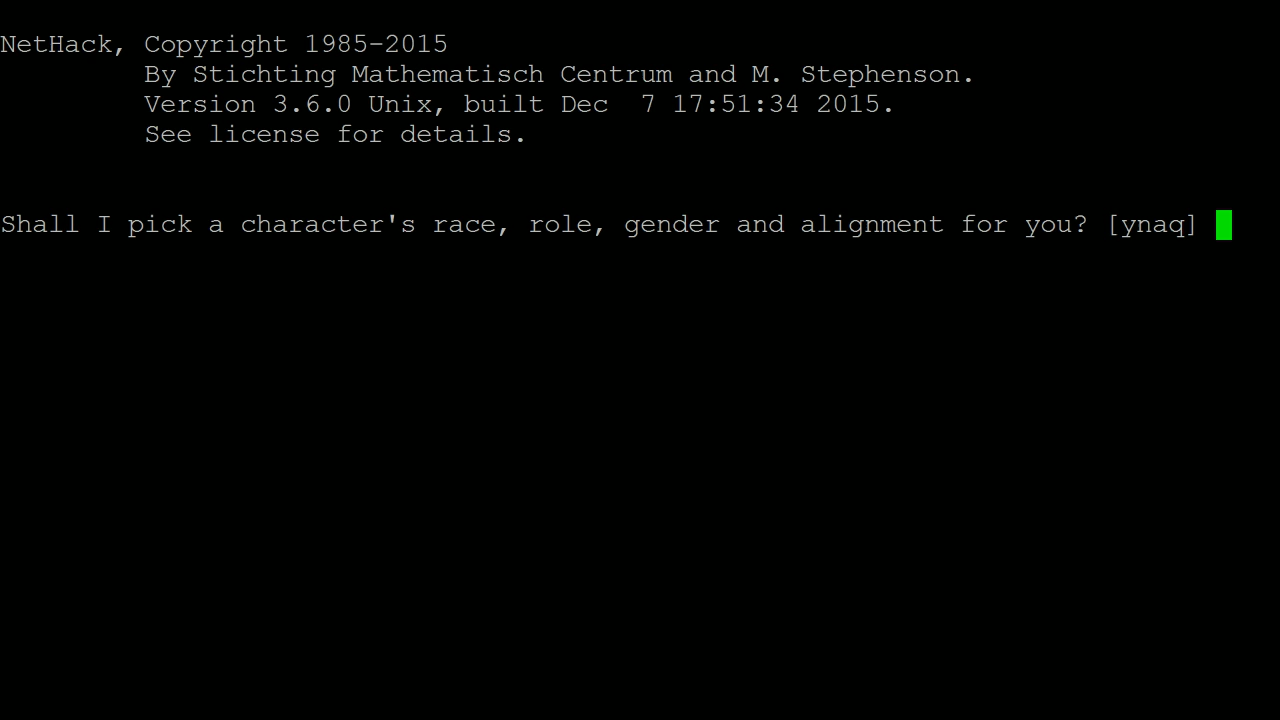 NetHack, Copyright 1985-2015
By Stichting Mathematisch Centrum and M. Stephenson.
Version 3.6.0 Unix, built Dec  7 17:51:34 2015.
See license for details.
Shall I pick a character's race, role, gender and alignment for you? [ynaq]